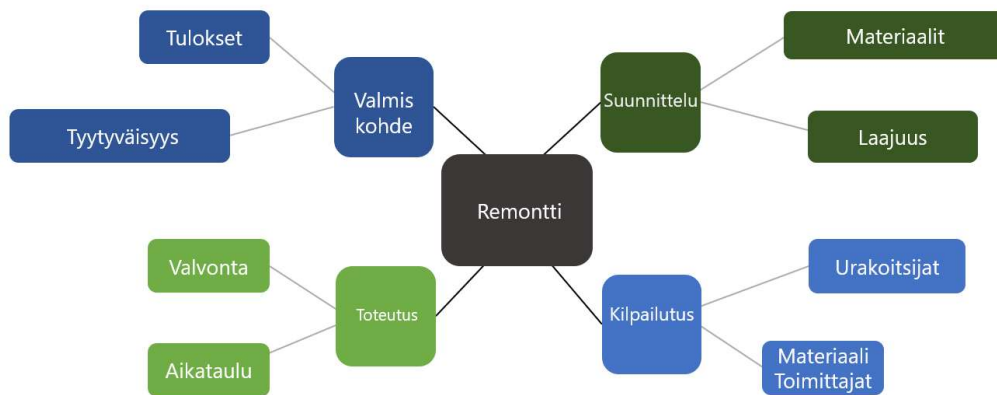 Tulokset
Materiaalit
Valmis
kohde
Suunnittelu
Tyytyväisyys
Laajuus
Remontti
Valvonta
Urakoitsijat
Toteutus
Kilpailutus
Aikataulu
Materiaali
Toimittajat